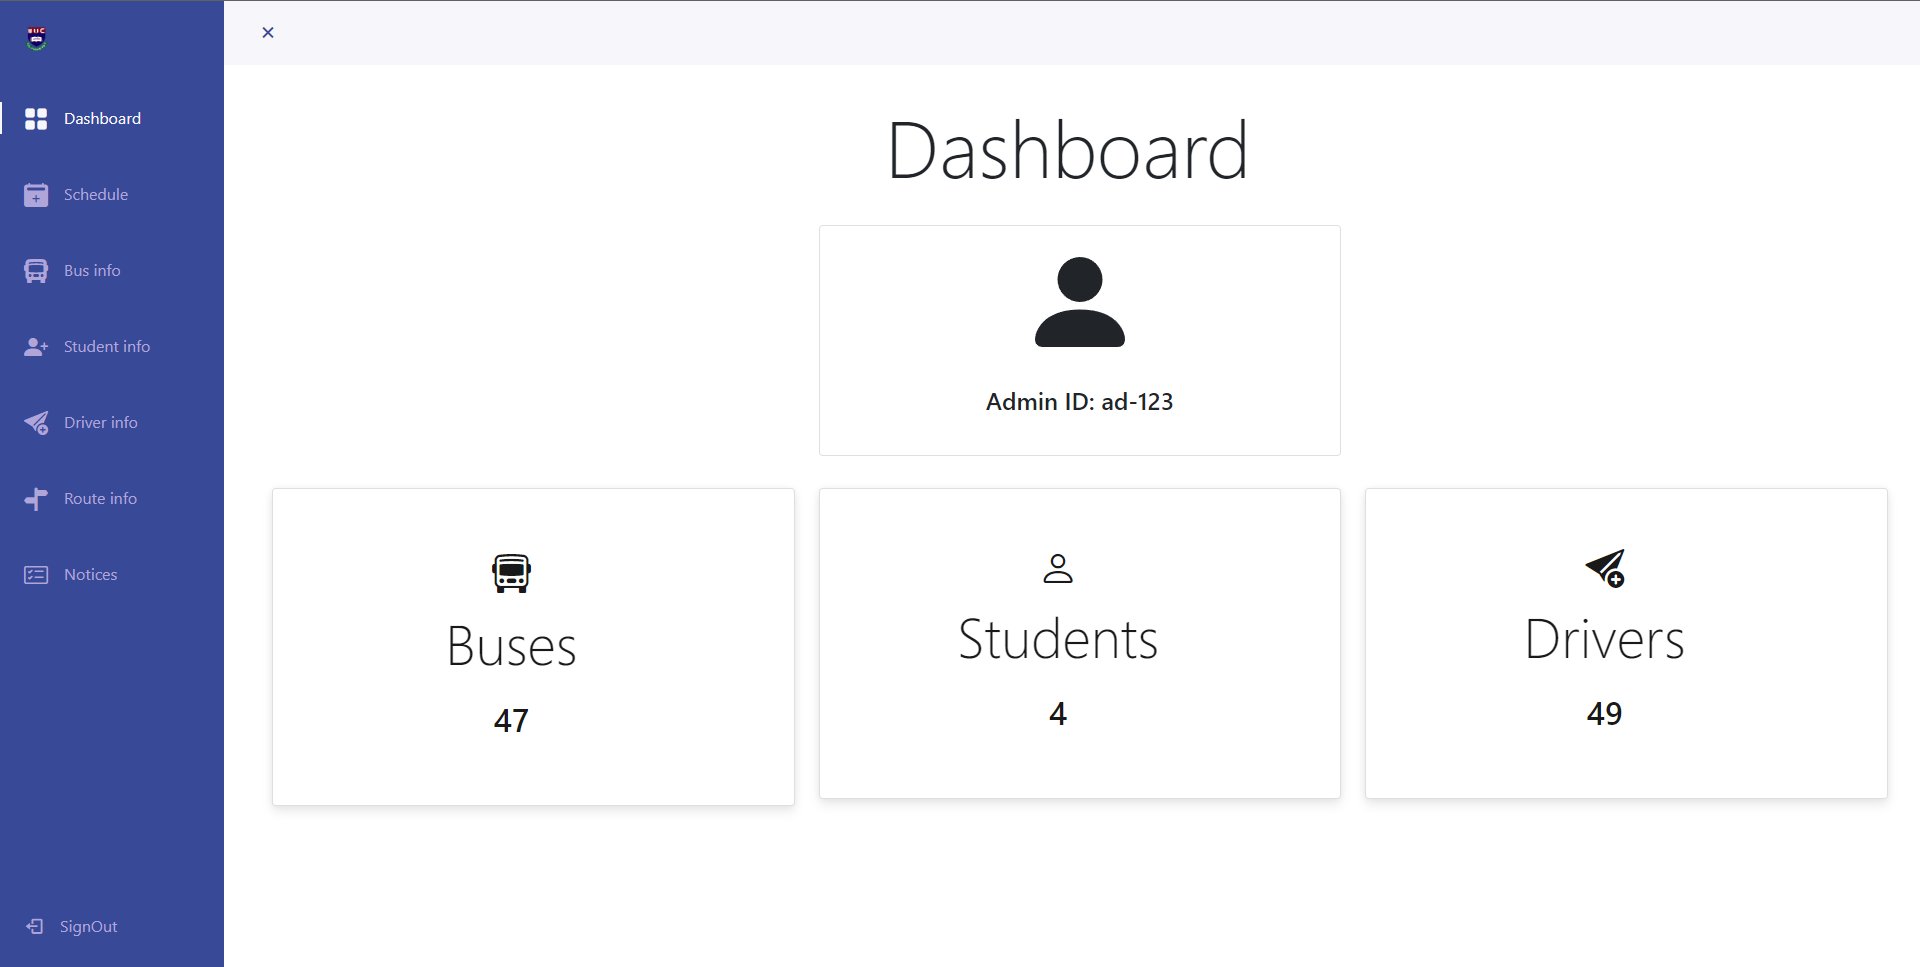 Dashboard
Schedule
Bus info
Student info
Driver info
Route info
Notices
SignOut
Dashboard
Admin ID: ad-123
Buses
47
Students
4
Drivers
49